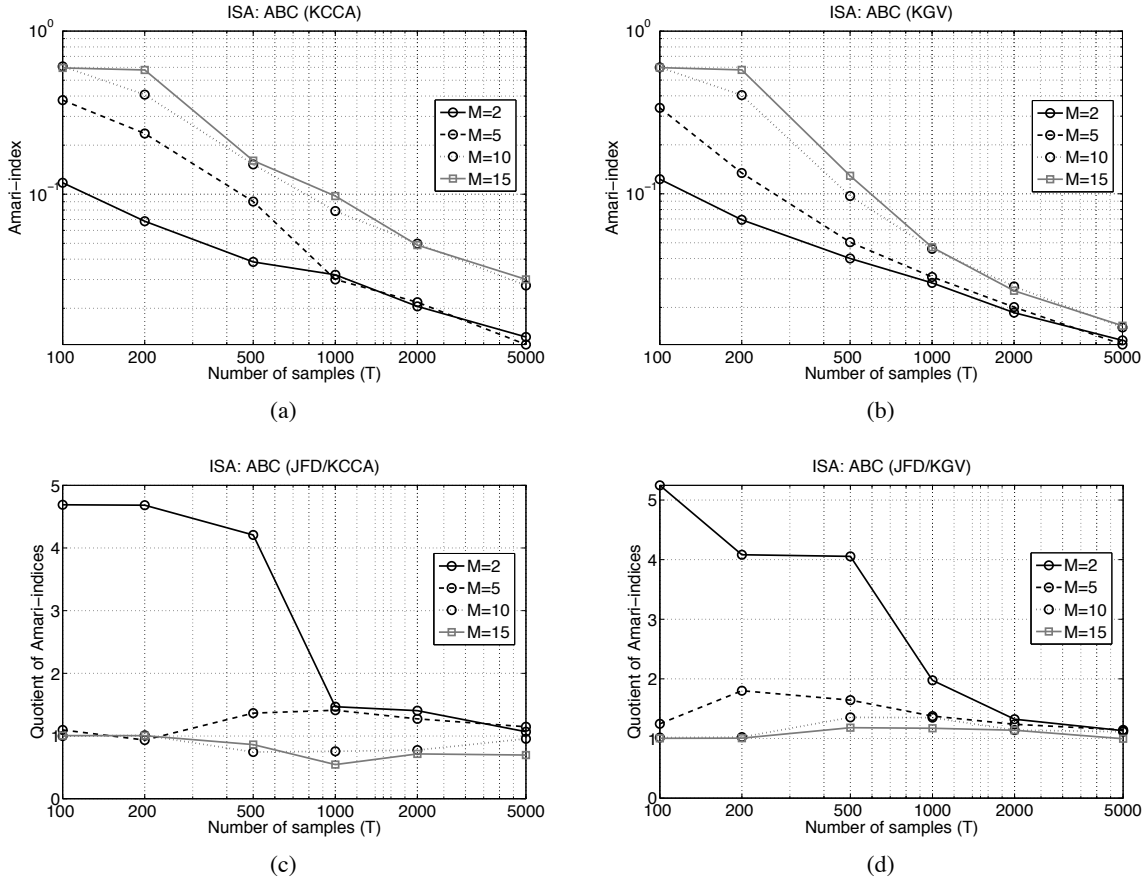 ISA: ABC (KCCA)
10^0
10^-1
Amari-index
M=2
M=5
M=10
M=15
100 200 500 1000 2000 5000
Number of samples (T)
(a)
ISA: ABC (KGV)
10^0
10^-1
Amari-index
M=2
M=5
M=10
M=15
100 200 500 1000 2000 5000
Number of samples (T)
(b)
ISA: ABC (JFD/KCCA)
5
4
3
2
1
0
Quotient of Amari-indices
M=2
M=5
M=10
M=15
100 200 500 1000 2000 5000
Number of samples (T)
(c)
ISA: ABC (JFD/KGV)
5
4
3
2
1
0
Quotient of Amari-indices
M=2
M=5
M=10
M=15
100 200 500 1000 2000 5000
Number of samples (T)
(d)